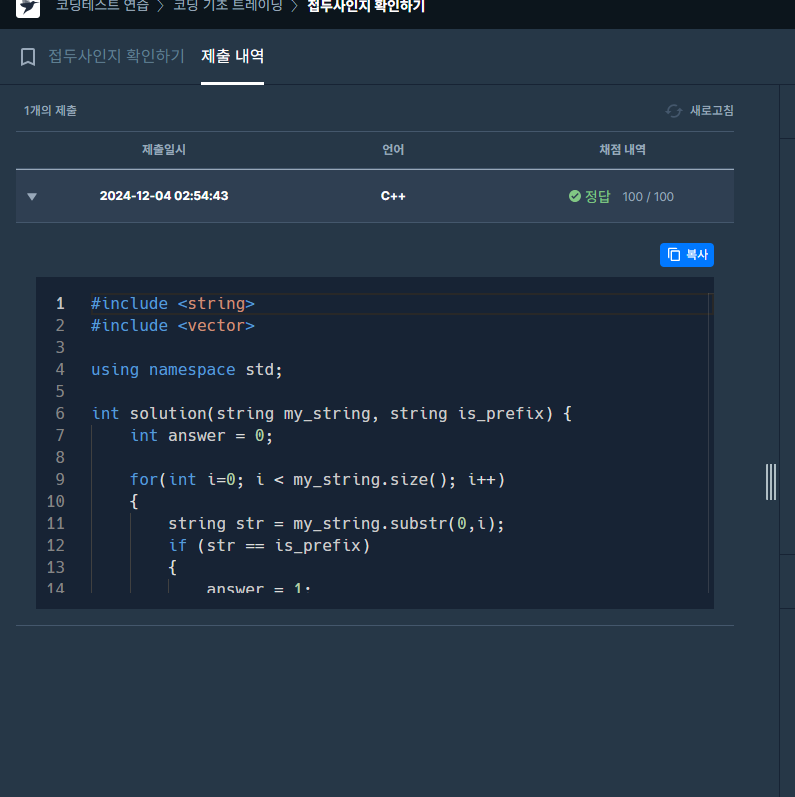 코딩테스트 연습 > 코딩 기초 트레이닝 > 접두사인지 확인하기
접두사인지 확인하기 제출 내역
1개의 제출 새로고침
제출일시 언어 채점 내역
2024-12-04 02:54:43 C++ 정답 100 / 100
복사
1 #include <string>
2 #include <vector>
3
4 using namespace std;
5
6 int solution(string my_string, string is_prefix) {
7     int answer = 0;
8
9     for(int i=0; i < my_string.size(); i++)
10     {
11         string str = my_string.substr(0,i);
12         if (str == is_prefix)
13         {
14             answer = 1;